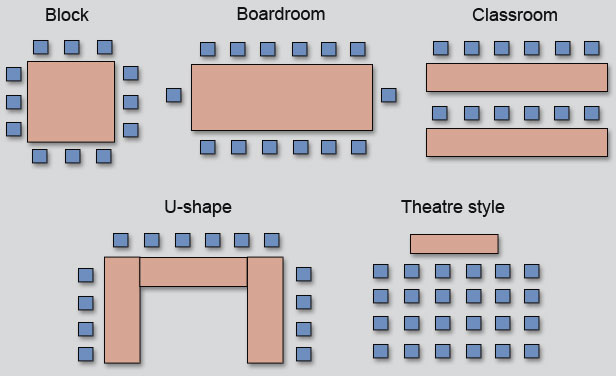 Block
Boardroom
Classroom
U-shape
Theatre style